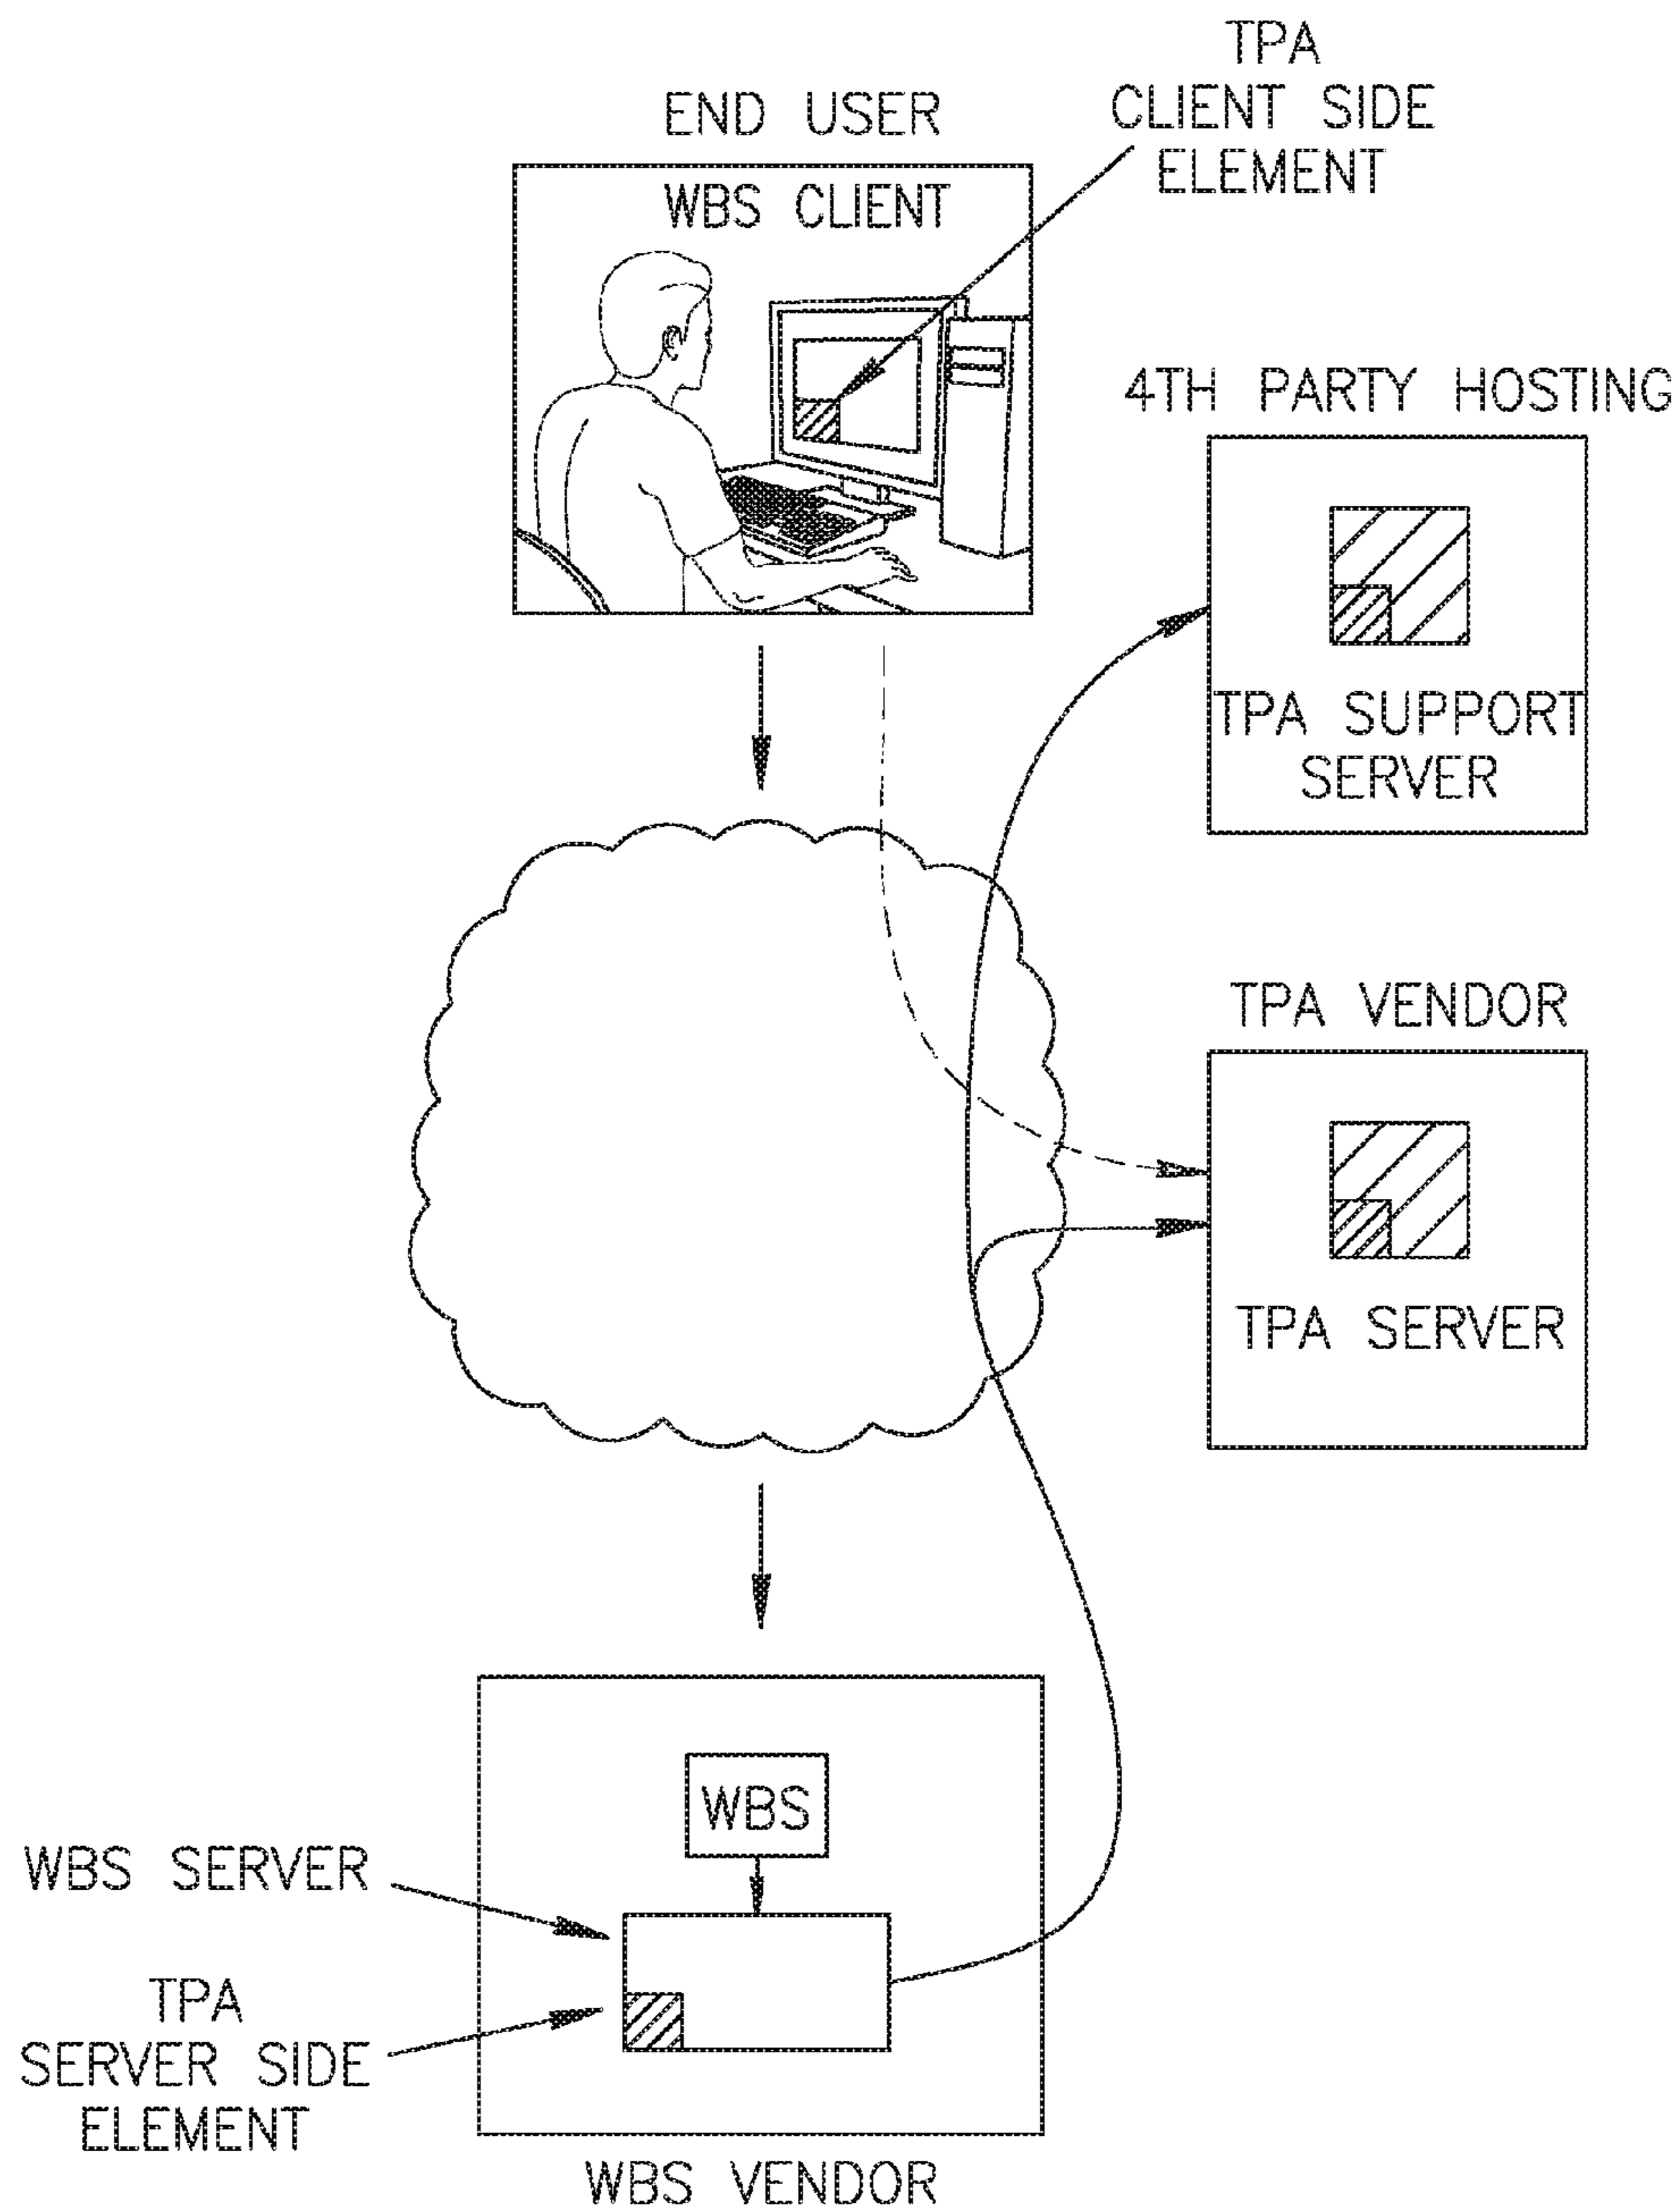 TPA
CLIENT SIDE
ELEMENT
END USER
WBS CLIENT
4TH PARTY HOSTING
TPA SUPPORT
SERVER
TPA VENDOR
TPA SERVER
WBS
WBS SERVER
TPA
SERVER SIDE
ELEMENT
WBS VENDOR